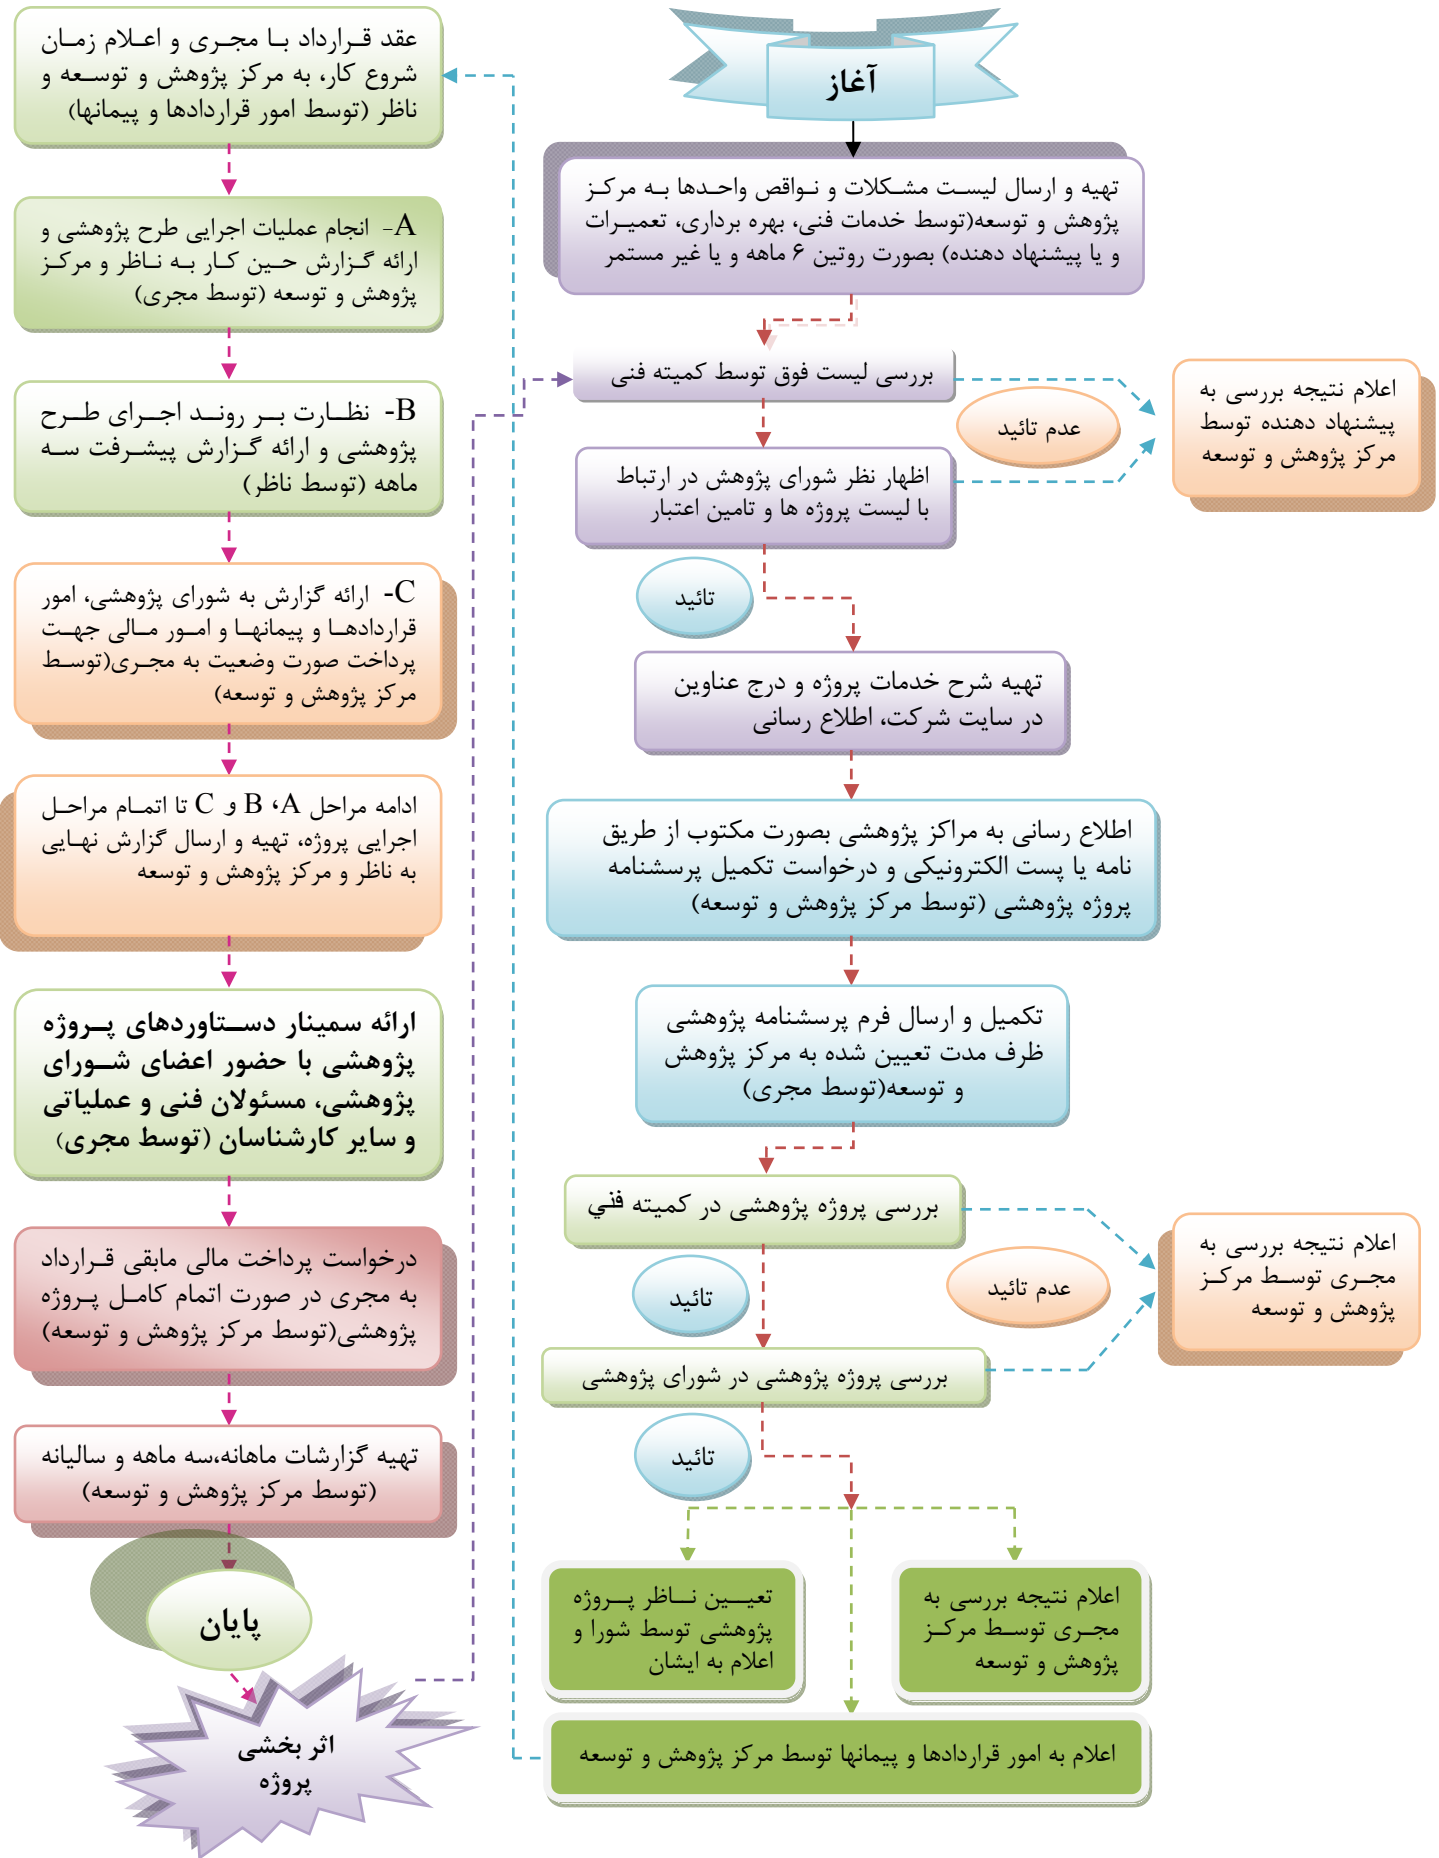 آغاز
تهیه و ارسال لیست مشکلات و نواقص واحدها به مرکز
پژوهش و توسعه(توسط خدمات فنی، بهره برداری، تعمیرات
و یا پیشنهاد دهنده) بصورت روتین ۶ ماهه و یا غیر مستمر
بررسی لیست فوق توسط کمیته فنی
عدم تائید
اعلام نتیجه بررسی به
پیشنهاد دهنده توسط
مرکز پژوهش و توسعه
اظهار نظر شورای پژوهش در ارتباط
با لیست پروژه ها و تامین اعتبار
تائید
تهیه شرح خدمات پروژه و درج عناوین
در سایت شرکت، اطلاع رسانی
اطلاع رسانی به مراکز پژوهشی بصورت مکتوب از طریق
نامه یا پست الکترونیکی و درخواست تکمیل پرسشنامه
پروژه پژوهشی (توسط مرکز پژوهش و توسعه)
تکمیل و ارسال فرم پرسشنامه پژوهشی
ظرف مدت تعیین شده به مرکز پژوهش
و توسعه(توسط مجری)
بررسی پروژه پژوهشی در کمیته فني
تائید
عدم تائید
اعلام نتیجه بررسی به
مجری توسط مرکز
پژوهش و توسعه
بررسی پروژه پژوهشی در شورای پژوهشی
تائید
اعلام نتیجه بررسی به
مجری توسط مرکز
پژوهش و توسعه
تعیین ناظر پروژه
پژوهشی توسط شورا و
اعلام به ایشان
اعلام به امور قراردادها و پیمانها توسط مرکز پژوهش و توسعه
عقد قرارداد با مجری و اعلام زمان
شروع کار، به مرکز پژوهش و توسعه و
ناظر (توسط امور قراردادها و پیمانها)
A- انجام عملیات اجرایی طرح پژوهشی و
ارائه گزارش حین کار به ناظر و مرکز
پژوهش و توسعه (توسط مجری)
B- نظارت بر روند اجرای طرح
پژوهشی و ارائه گزارش پیشرفت سه
ماهه (توسط ناظر)
C- ارائه گزارش به شورای پژوهشی، امور
قراردادها و پیمانها و امور مالی جهت
پرداخت صورت وضعیت به مجری(توسط
مرکز پژوهش و توسعه)
ادامه مراحل A، B و C تا اتمام مراحل
اجرایی پروژه، تهیه و ارسال گزارش نهایی
به ناظر و مرکز پژوهش و توسعه
ارائه سمینار دستاوردهای پروژه
پژوهشی با حضور اعضای شورای
پژوهشی، مسئولان فنی و عملیاتی
و سایر کارشناسان (توسط مجری)
درخواست پرداخت مالی مابقی قرارداد
به مجری در صورت اتمام کامل پروژه
پژوهشی(توسط مرکز پژوهش و توسعه)
تهیه گزارشات ماهانه،سه ماهه و سالیانه
(توسط مرکز پژوهش و توسعه)
پایان
اثر بخشی
پروژه